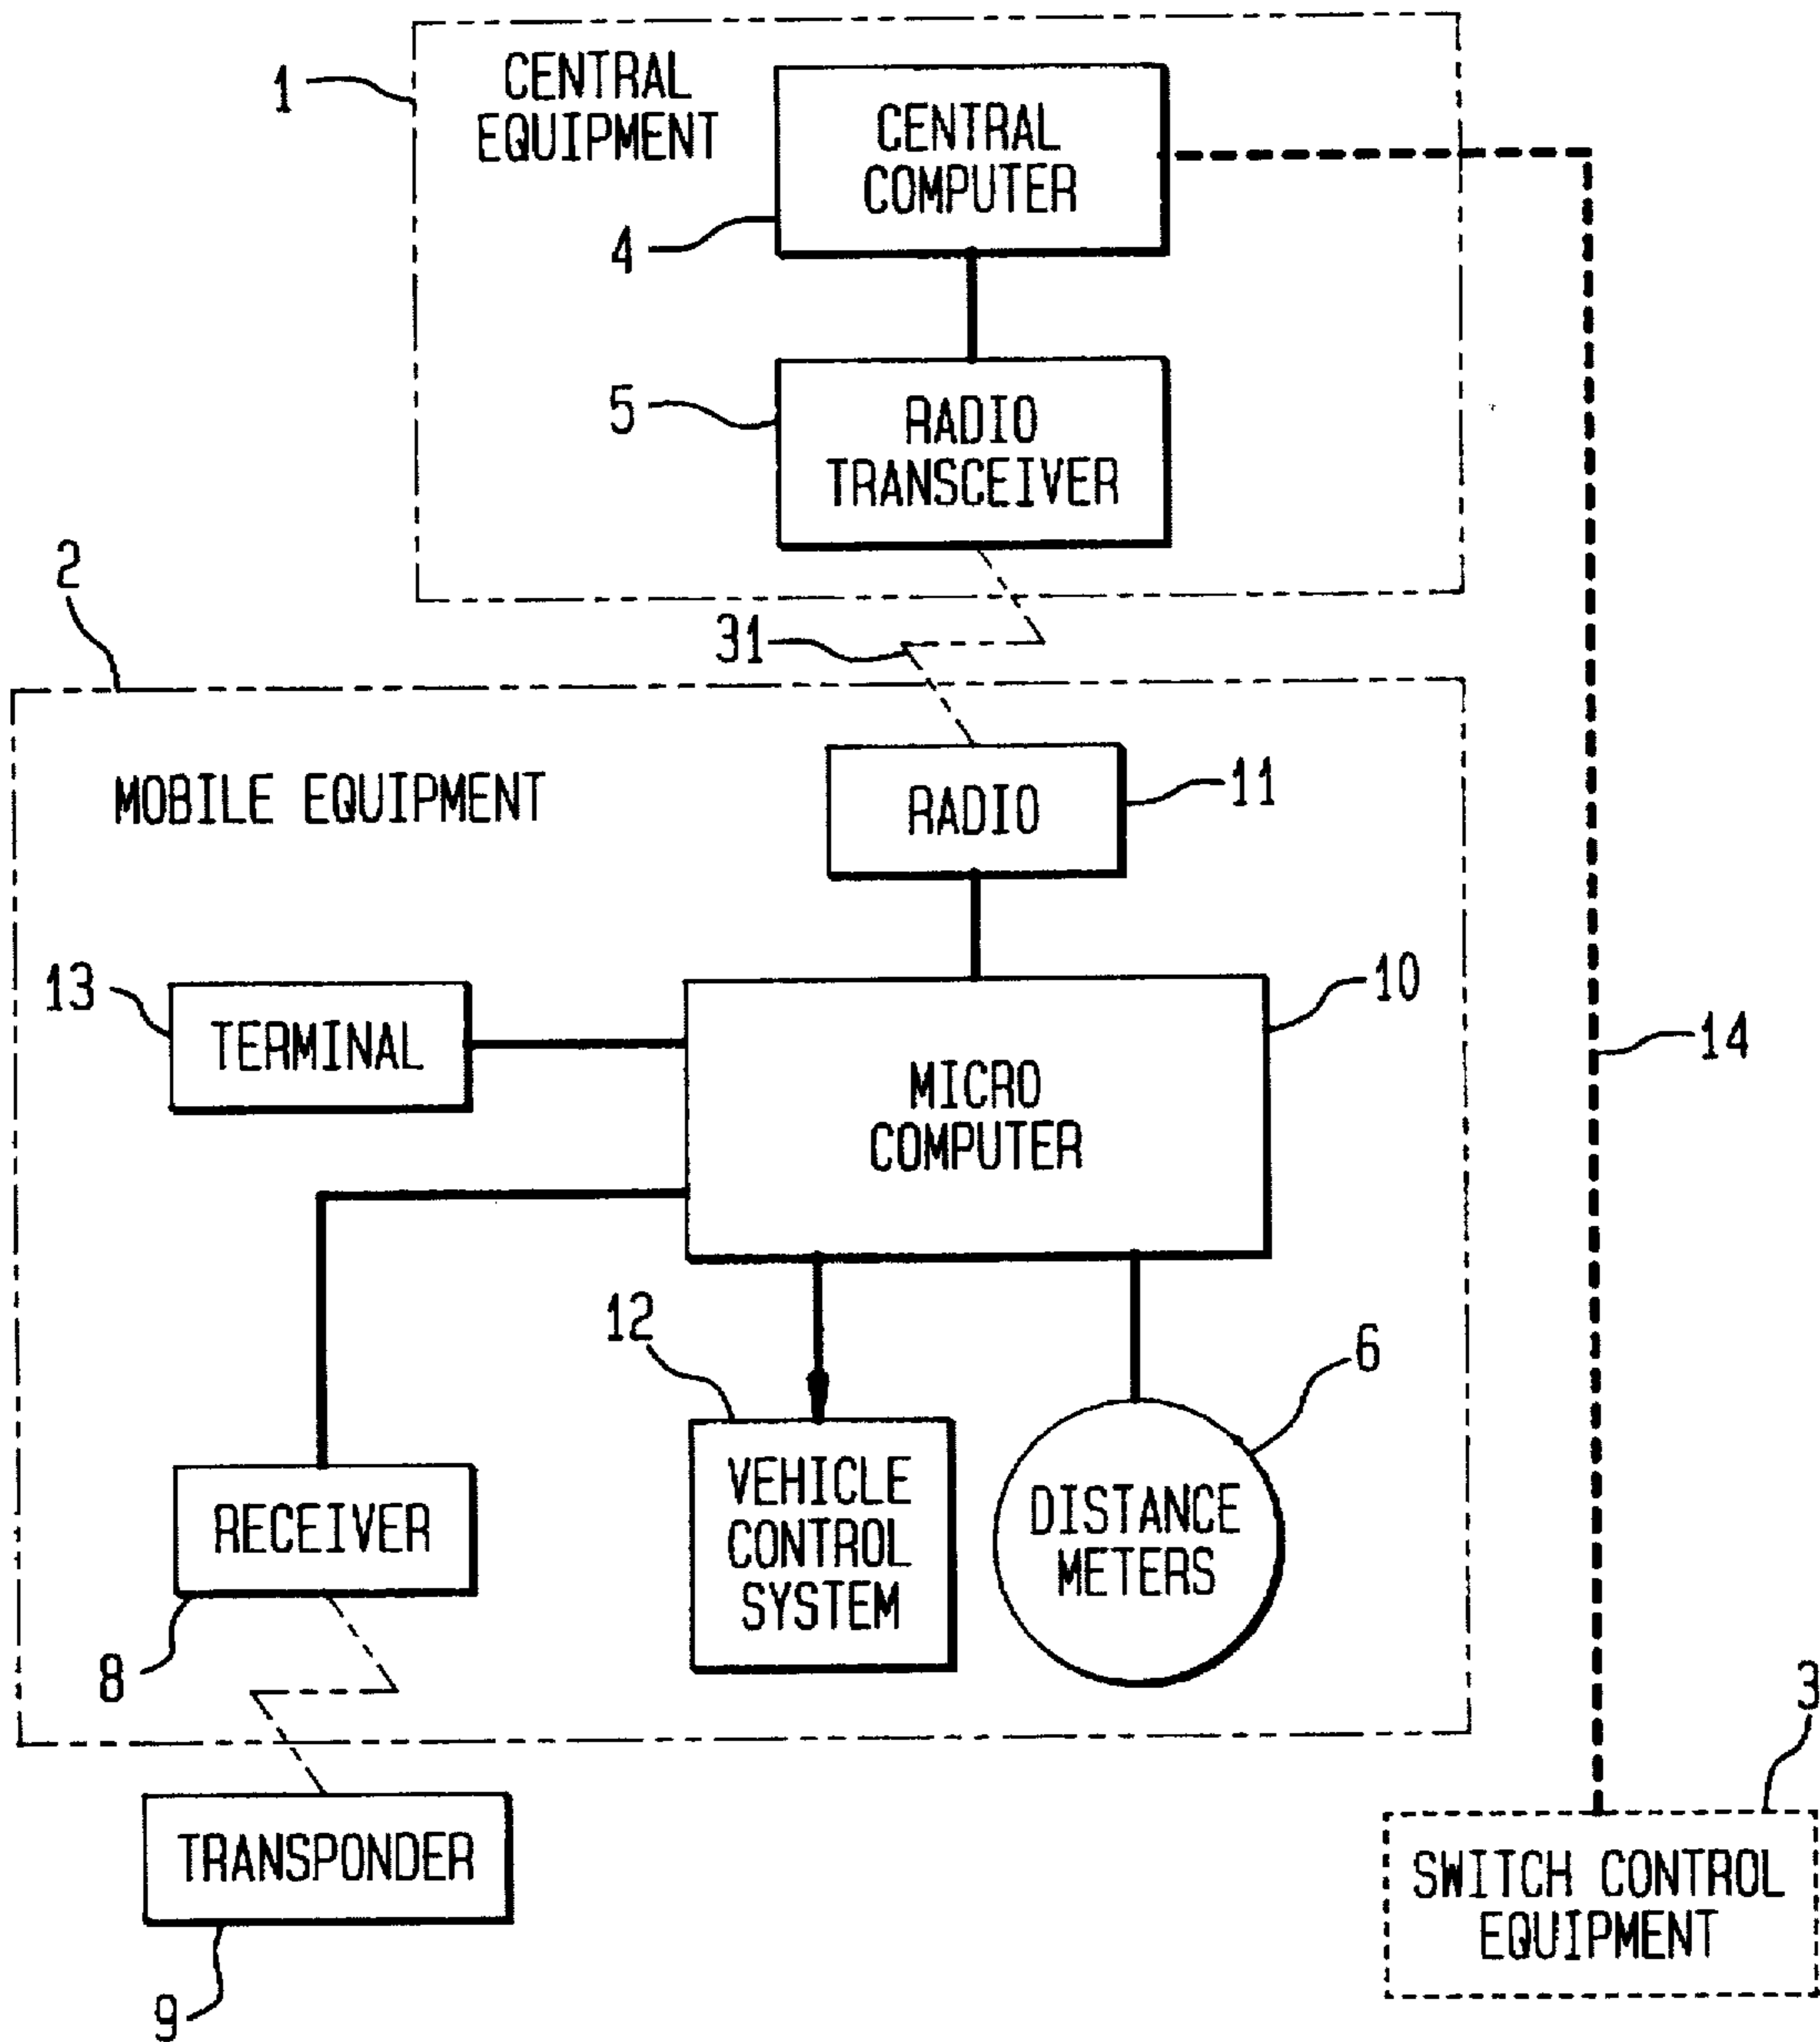 1
CENTRAL
EQUIPMENT
CENTRAL
COMPUTER
4
5
RADIO
TRANSCEIVER
2
31
MOBILE EQUIPMENT
RADIO
11
13
TERMINAL
10
MICRO
COMPUTER
14
12
6
RECEIVER
VEHICLE
CONTROL
SYSTEM
DISTANCE
METERS
8
3
TRANSPONDER
SWITCH CONTROL
EQUIPMENT
9